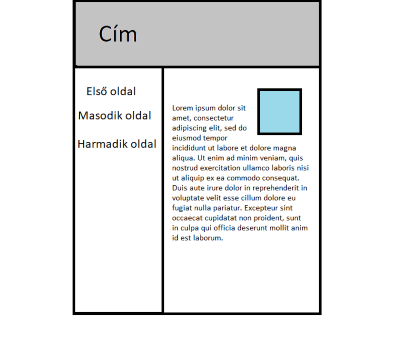 Cím
Első oldal
Masodik oldal
Harmadik oldal
Lorem ipsum dolor sit
amet, consectetur
adipiscing elit, sed do
eiusmod tempor
incididunt ut labore et dolore magna
aliqua. Ut enim ad minim veniam, quis
nostrud exercitation ullamco laboris nisi
ut aliquip ex ea commodo consequat.
Duis aute irure dolor in reprehenderit in
voluptate velit esse cillum dolore eu
fugiat nulla pariatur. Excepteur sint
occaecat cupidatat non proident, sunt
in culpa qui officia deserunt mollit anim
id est laborum.